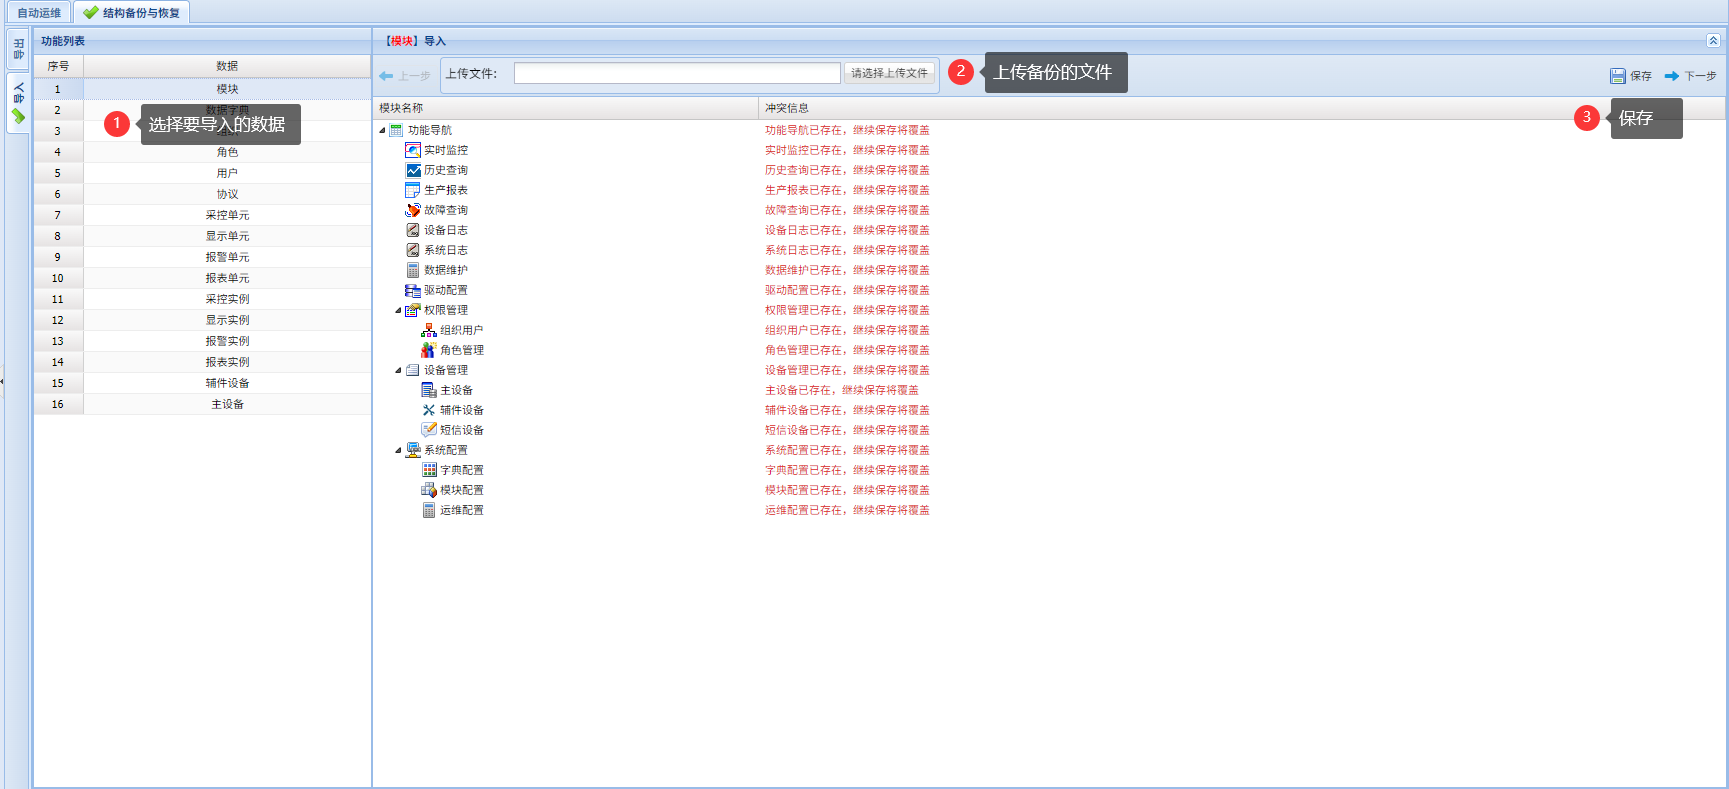 自动运维
结构备份与恢复
导出
导入
功能列表
序号 数据
1 模块
2 数据字典
3 组织
4 角色
5 用户
6 协议
7 采控单元
8 显示单元
9 报警单元
10 报表单元
11 采控实例
12 显示实例
13 报警实例
14 报表实例
15 辅件设备
16 主设备
1 选择要导入的数据
【模块】导入
上一步 上传文件: 请选择上传文件
2 上传备份的文件
保存 下一步
3 保存
模块名称 冲突信息
功能导航 功能导航已存在，继续保存将覆盖
实时监控 实时监控已存在，继续保存将覆盖
历史查询 历史查询已存在，继续保存将覆盖
生产报表 生产报表已存在，继续保存将覆盖
故障查询 故障查询已存在，继续保存将覆盖
设备日志 设备日志已存在，继续保存将覆盖
系统日志 系统日志已存在，继续保存将覆盖
数据维护 数据维护已存在，继续保存将覆盖
驱动配置 驱动配置已存在，继续保存将覆盖
权限管理 权限管理已存在，继续保存将覆盖
组织用户 组织用户已存在，继续保存将覆盖
角色管理 角色管理已存在，继续保存将覆盖
设备管理 设备管理已存在，继续保存将覆盖
主设备 主设备已存在，继续保存将覆盖
辅件设备 辅件设备已存在，继续保存将覆盖
短信设备 短信设备已存在，继续保存将覆盖
系统配置 系统配置已存在，继续保存将覆盖
字典配置 字典配置已存在，继续保存将覆盖
模块配置 模块配置已存在，继续保存将覆盖
运维配置 运维配置已存在，继续保存将覆盖